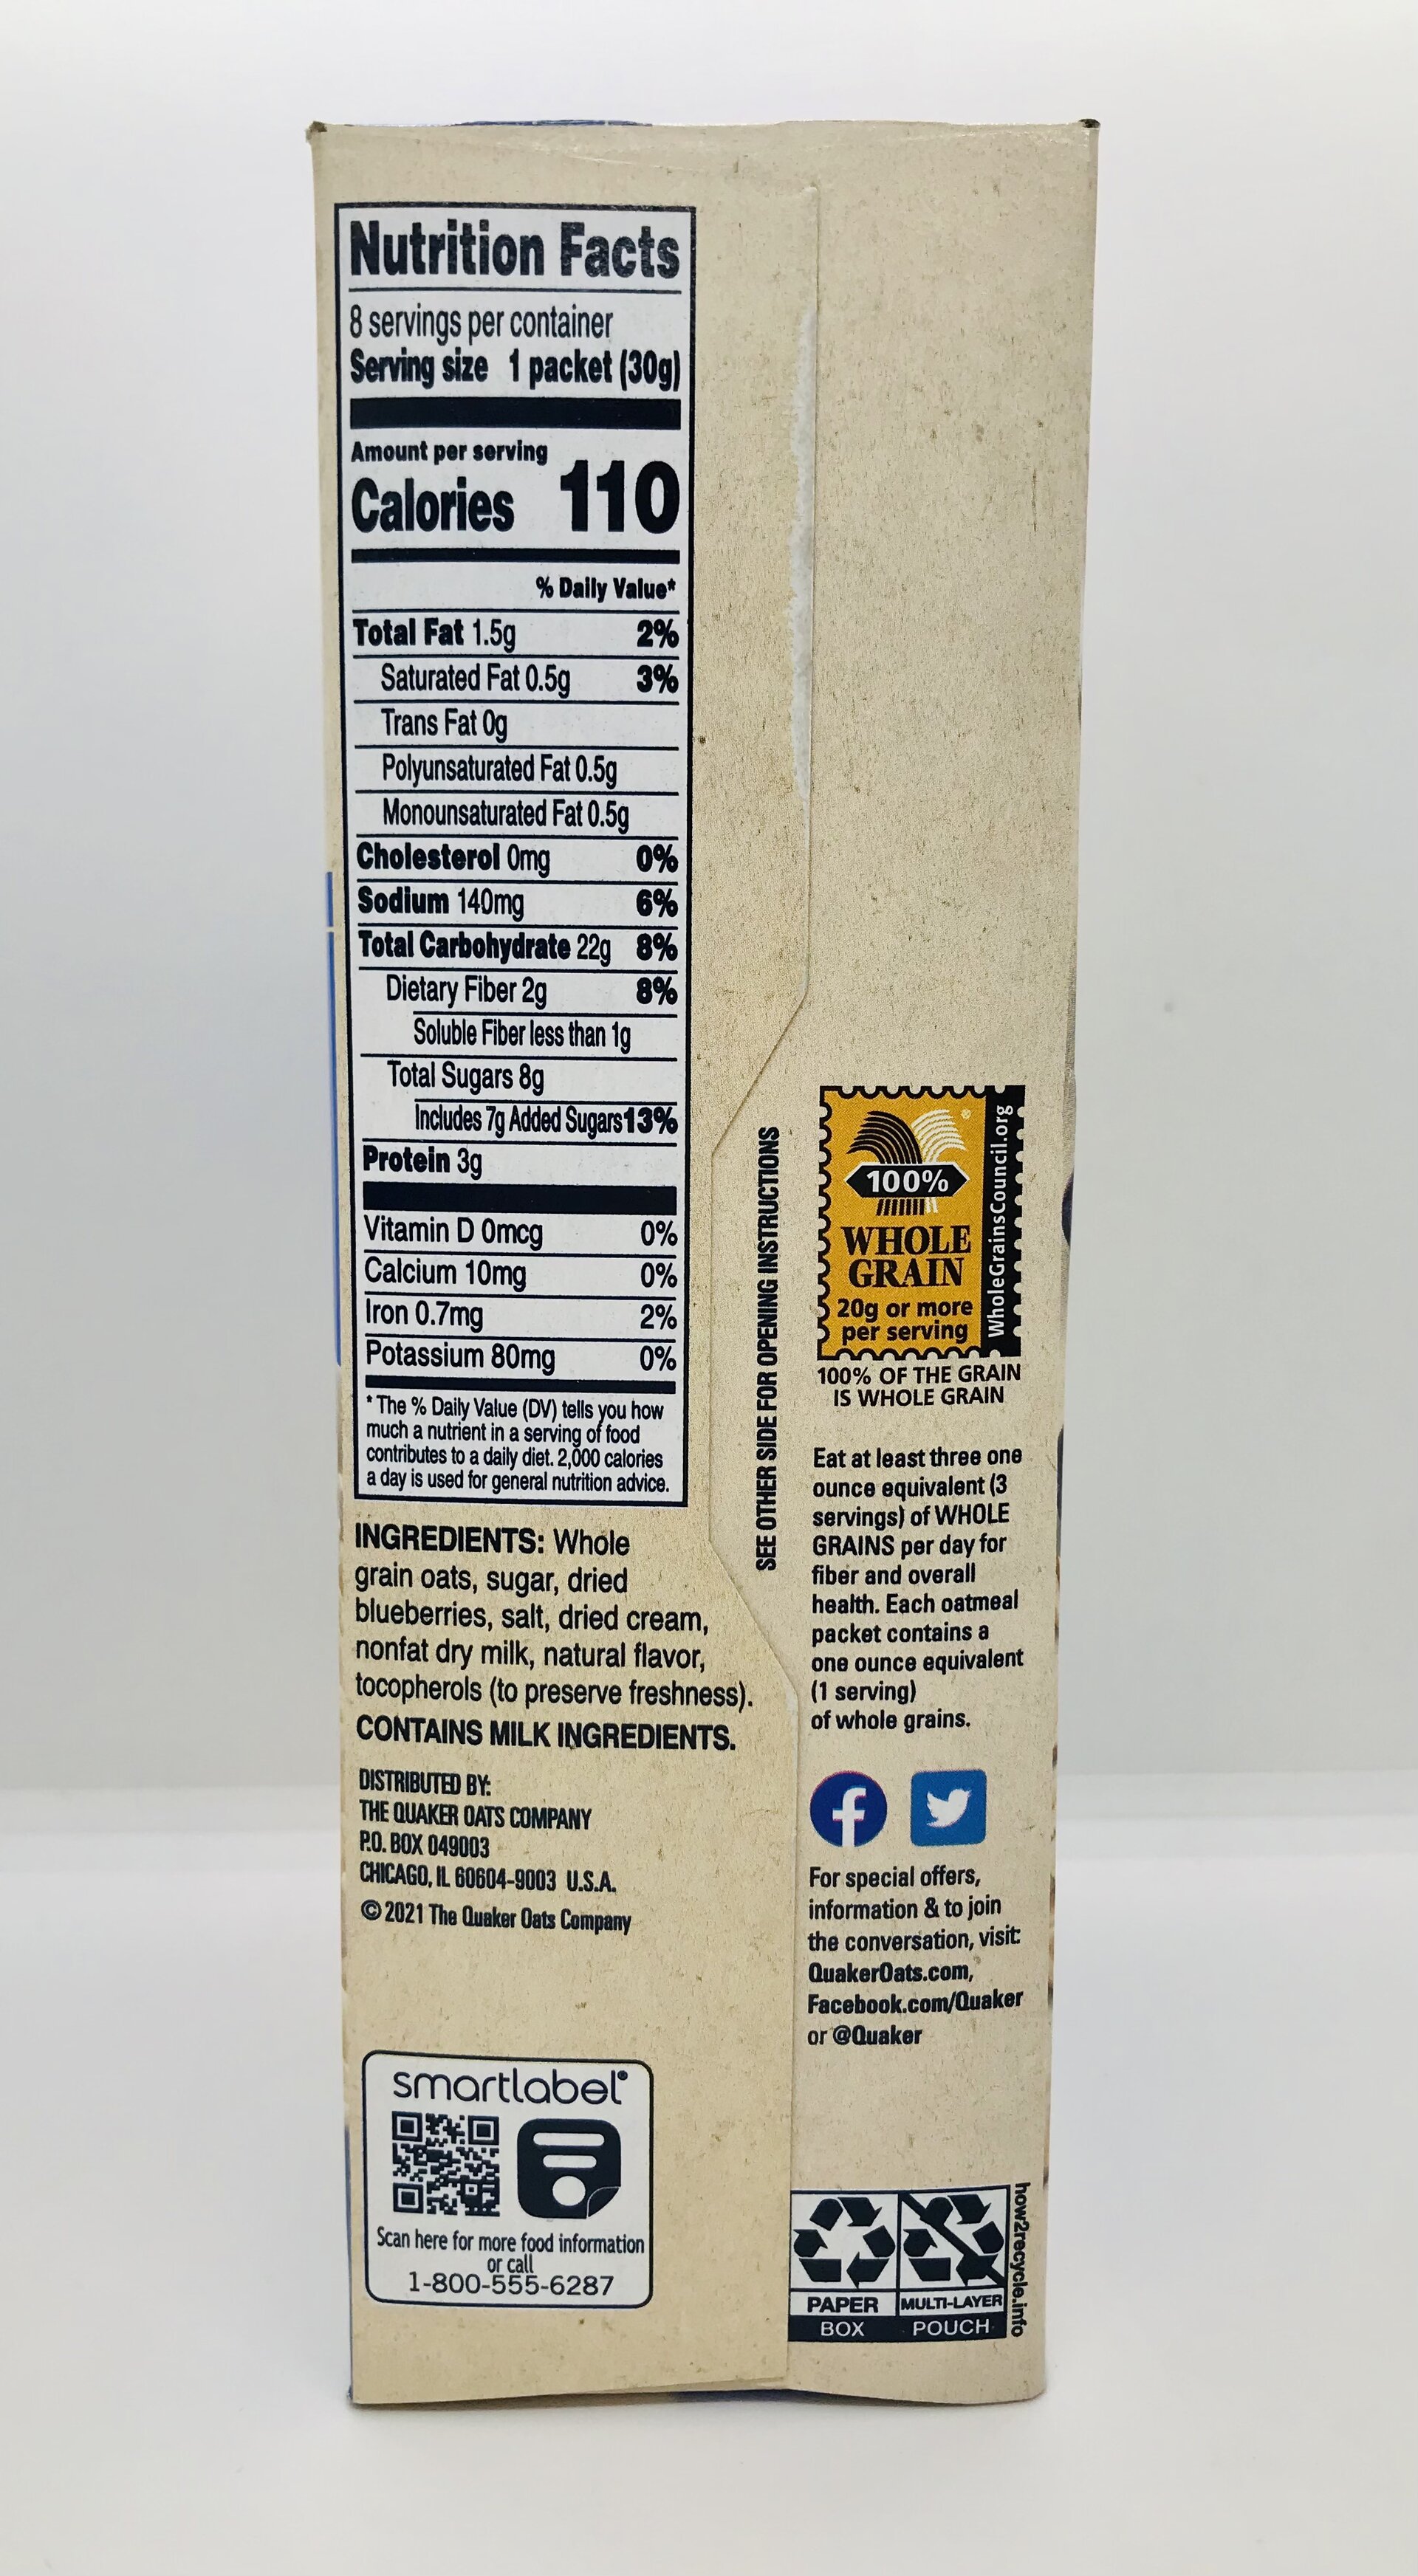 Nutrition Facts
8 servings per container
Serving size 1 packet (30g)
Amount per serving
Calories 110
% Daily Value*
Total Fat 1.5g 2%
Saturated Fat 0.5g 3%
Trans Fat 0g
Polyunsaturated Fat 0.5g
Monounsaturated Fat 0.5g
Cholesterol 0mg 0%
Sodium 140mg 6%
Total Carbohydrate 22g 8%
Dietary Fiber 2g 8%
Soluble Fiber less than 1g
Total Sugars 8g
Includes 7g Added Sugars 13%
Protein 3g
Vitamin D 0mcg 0%
Calcium 10mg 0%
Iron 0.7mg 2%
Potassium 80mg 0%
* The % Daily Value (DV) tells you how
much a nutrient in a serving of food
contributes to a daily diet. 2,000 calories
a day is used for general nutrition advice.
INGREDIENTS: Whole
grain oats, sugar, dried
blueberries, salt, dried cream,
nonfat dry milk, natural flavor,
tocopherols (to preserve freshness).
CONTAINS MILK INGREDIENTS.
DISTRIBUTED BY:
THE QUAKER OATS COMPANY
P.O. BOX 049003
CHICAGO, IL 60604-9003 U.S.A.
© 2021 The Quaker Oats Company
smartlabel®
Scan here for more food information
or call
1-800-555-6287
SEE OTHER SIDE FOR OPENING INSTRUCTIONS
®
100%
WHOLE
GRAIN
20g or more
per serving
WholeGrainsCouncil.org
100% OF THE GRAIN
IS WHOLE GRAIN
Eat at least three one
ounce equivalent (3
servings) of WHOLE
GRAINS per day for
fiber and overall
health. Each oatmeal
packet contains a
one ounce equivalent
(1 serving)
of whole grains.
f
For special offers,
information & to join
the conversation, visit:
QuakerOats.com,
Facebook.com/Quaker
or @Quaker
PAPER
BOX
MULTI-LAYER
POUCH
how2recycle.info